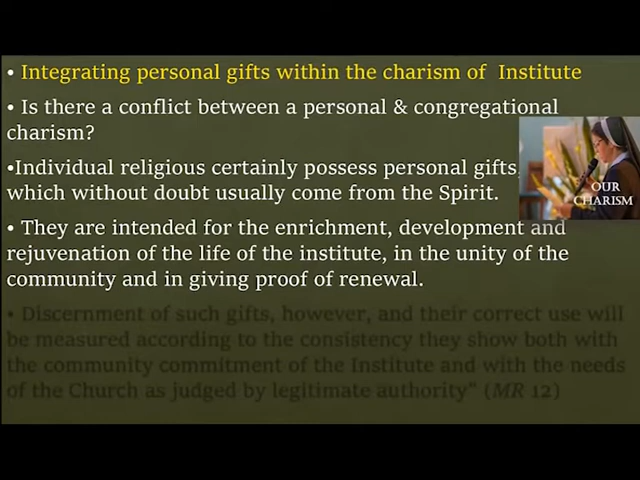 • Integrating personal gifts within the charism of Institute
• Is there a conflict between a personal & congregational
charism?
•Individual religious certainly possess personal gifts,
which without doubt usually come from the Spirit.
• They are intended for the enrichment, development and
rejuvenation of the life of the institute, in the unity of the
community and in giving proof of renewal.
• Discernment of such gifts, however, and their correct use will
be measured according to the consistency they show both with
the community commitment of the Institute and with the needs
of the Church as judged by legitimate authority" (MR 12)
OUR
CHARISM